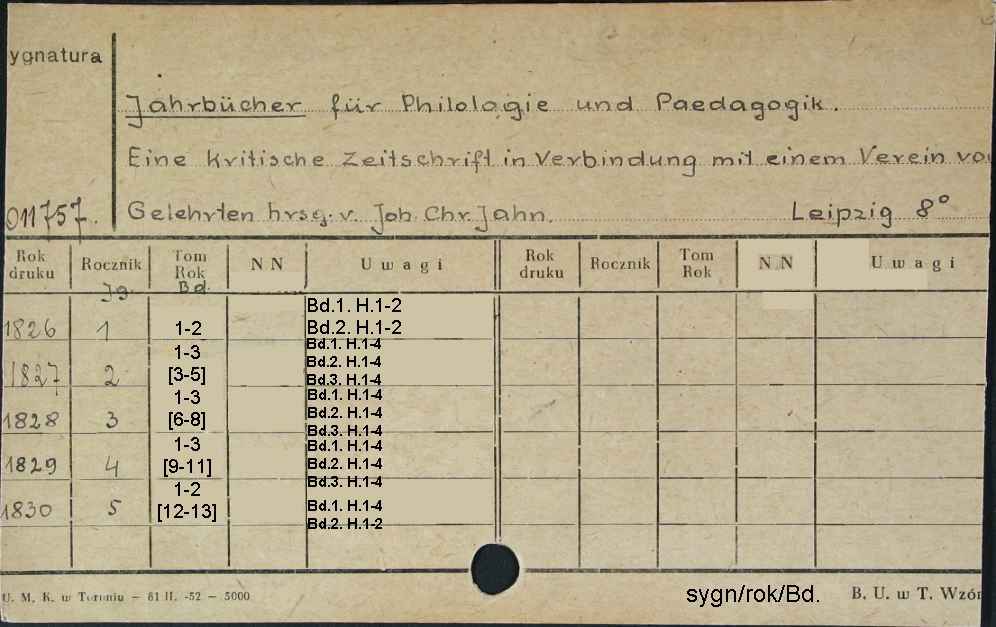 ygnatura
Jahrbücher für Philologie und Paedagogik.
Eine kritische Zeitschrift in Verbindung mit einem Verein vo
011757. Gelehrten hrsg. v. Joh. Chr. Jahn. Leipzig 8°
Rok druku Rocznik Tom Rok N N U w a g i Rok druku Rocznik Tom Rok N N U w a g i
Jg. Bd.
Bd.1. H.1-2
1826 1 1-2 Bd.2. H.1-2
1-3 Bd.1. H.1-4
Bd.2. H.1-4
1827 2 [3-5] Bd.3. H.1-4
1-3 Bd.1. H.1-4
1828 3 [6-8] Bd.2. H.1-4
Bd.3. H.1-4
1-3 Bd.1. H.1-4
1829 4 [9-11] Bd.2. H.1-4
Bd.3. H.1-4
1-2
1830 5 [12-13] Bd.1. H.1-4
Bd.2. H.1-2
U. M. K. w Toruniu – 61 II. -52 – 5000 sygn/rok/Bd. B. U. w T. Wzór